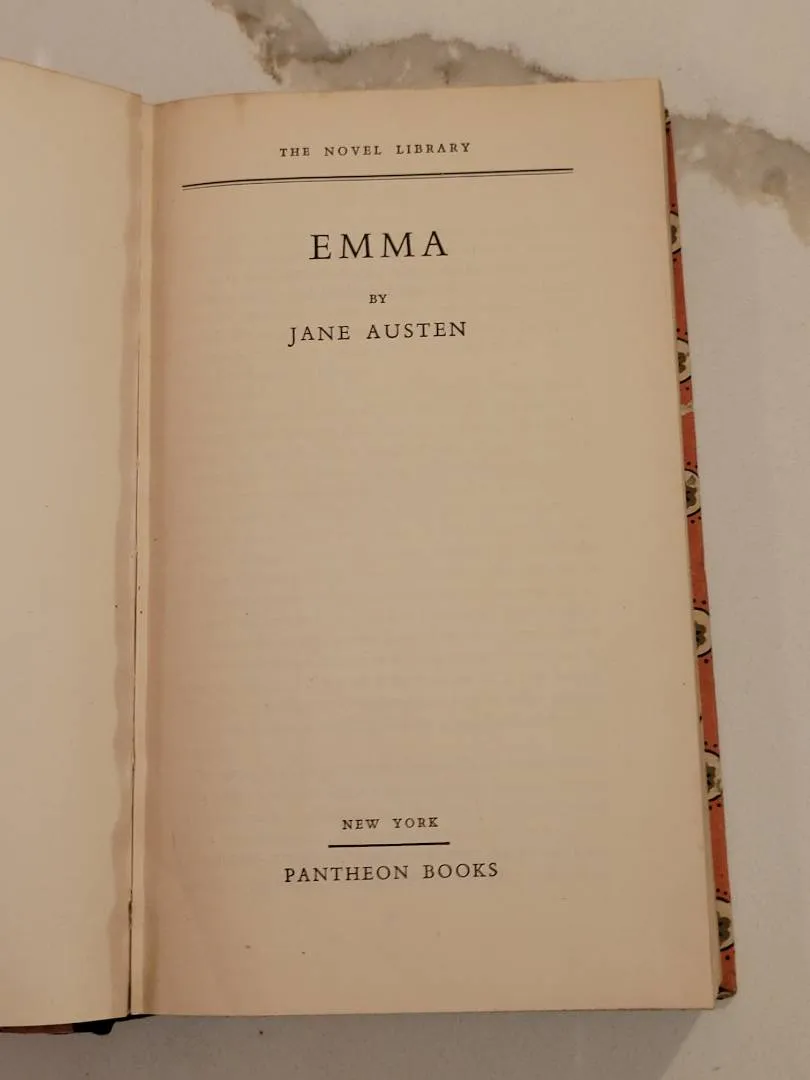 THE NOVEL LIBRARY
EMMA
BY
JANE AUSTEN
NEW YORK
PANTHEON BOOKS